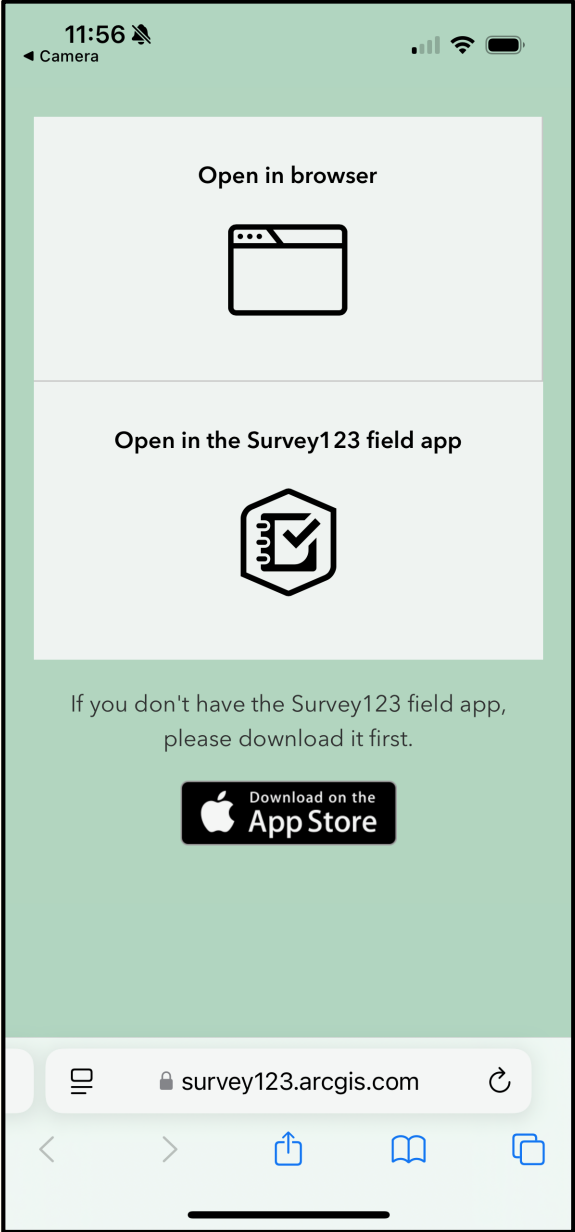 11:56
◀ Camera
Open in browser
Open in the Survey123 field app
If you don't have the Survey123 field app,
please download it first.
Download on the
App Store
survey123.arcgis.com